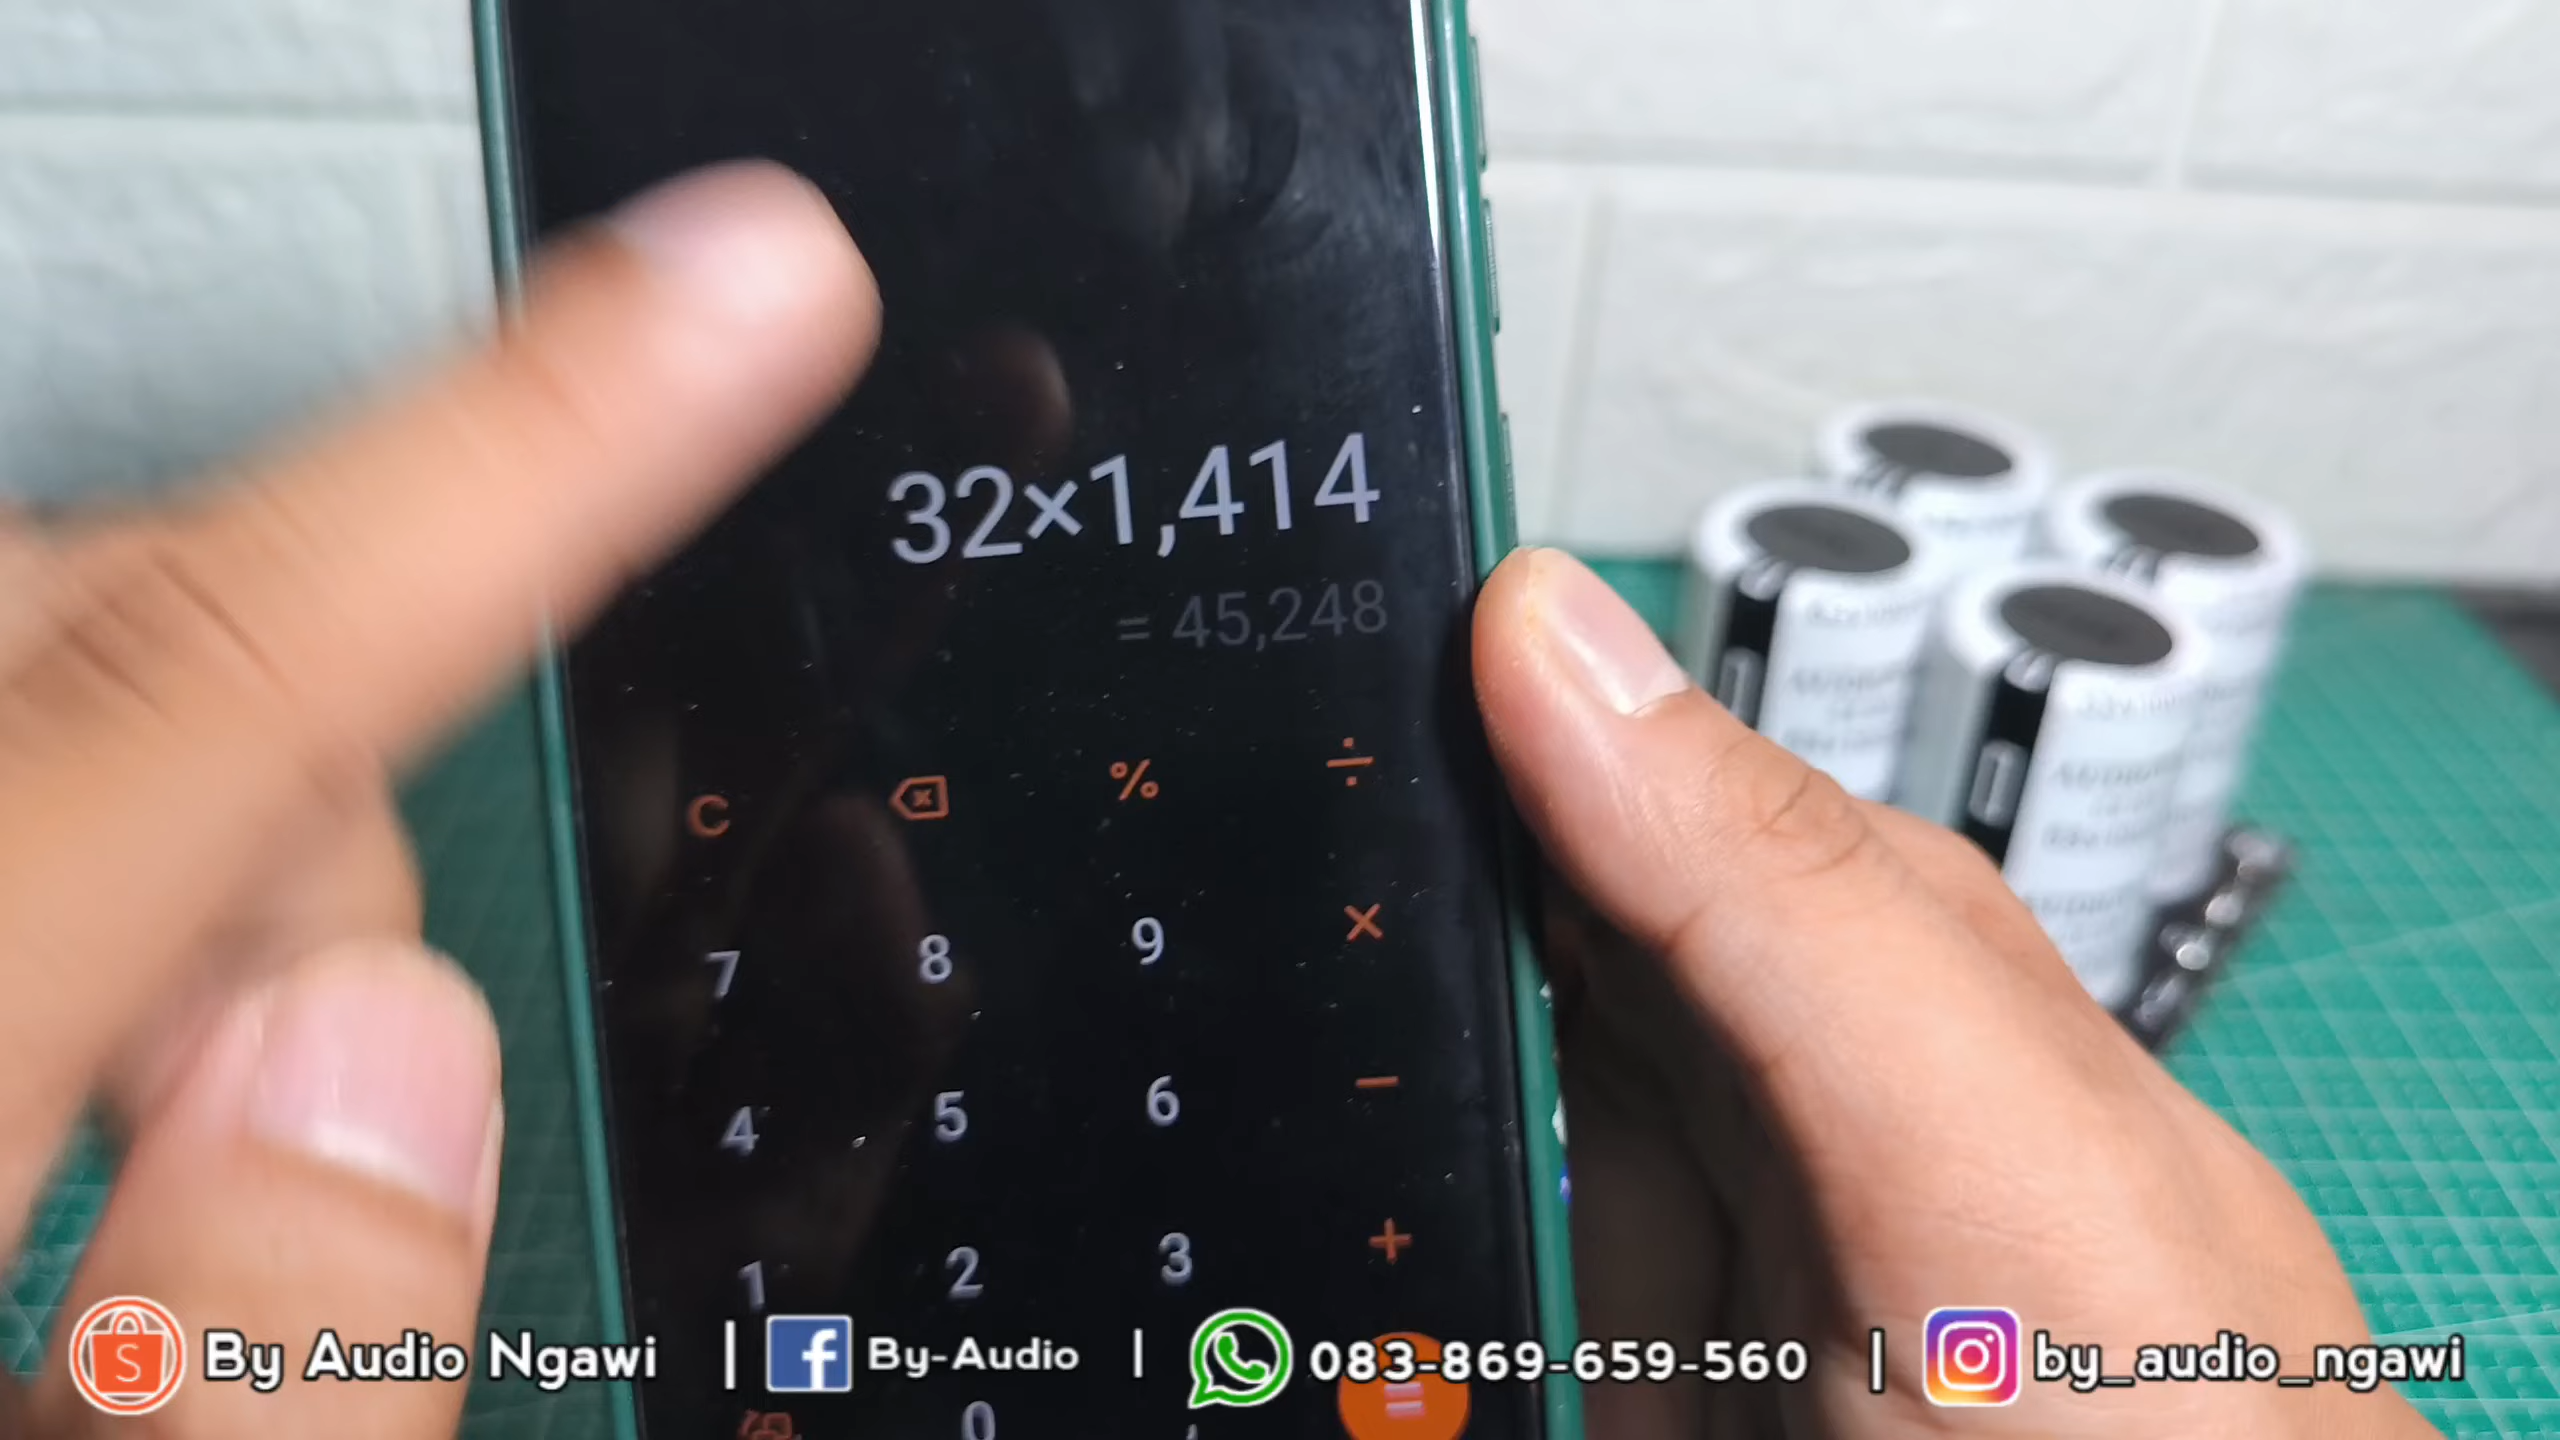 32×1,414
= 45,248
C % ÷
7 8 9 ×
4 5 6 −
1 2 3 +
0 , =
By Audio Ngawi | f By-Audio | 083-869-659-560 | by_audio_ngawi